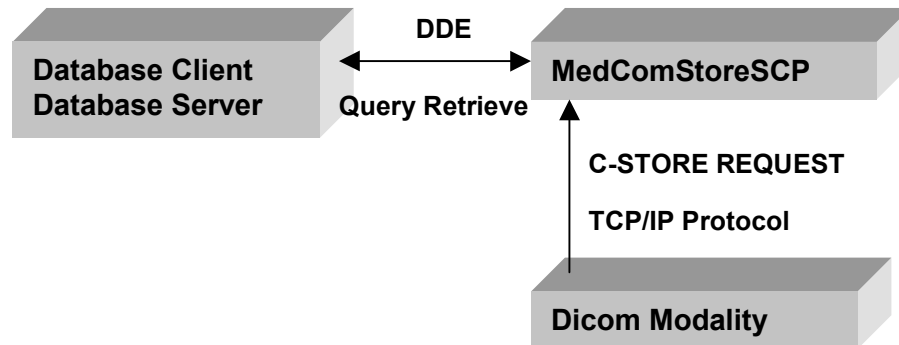 DDE
Database Client
Database Server
MedComStoreSCP
Query Retrieve
C-STORE REQUEST
TCP/IP Protocol
Dicom Modality